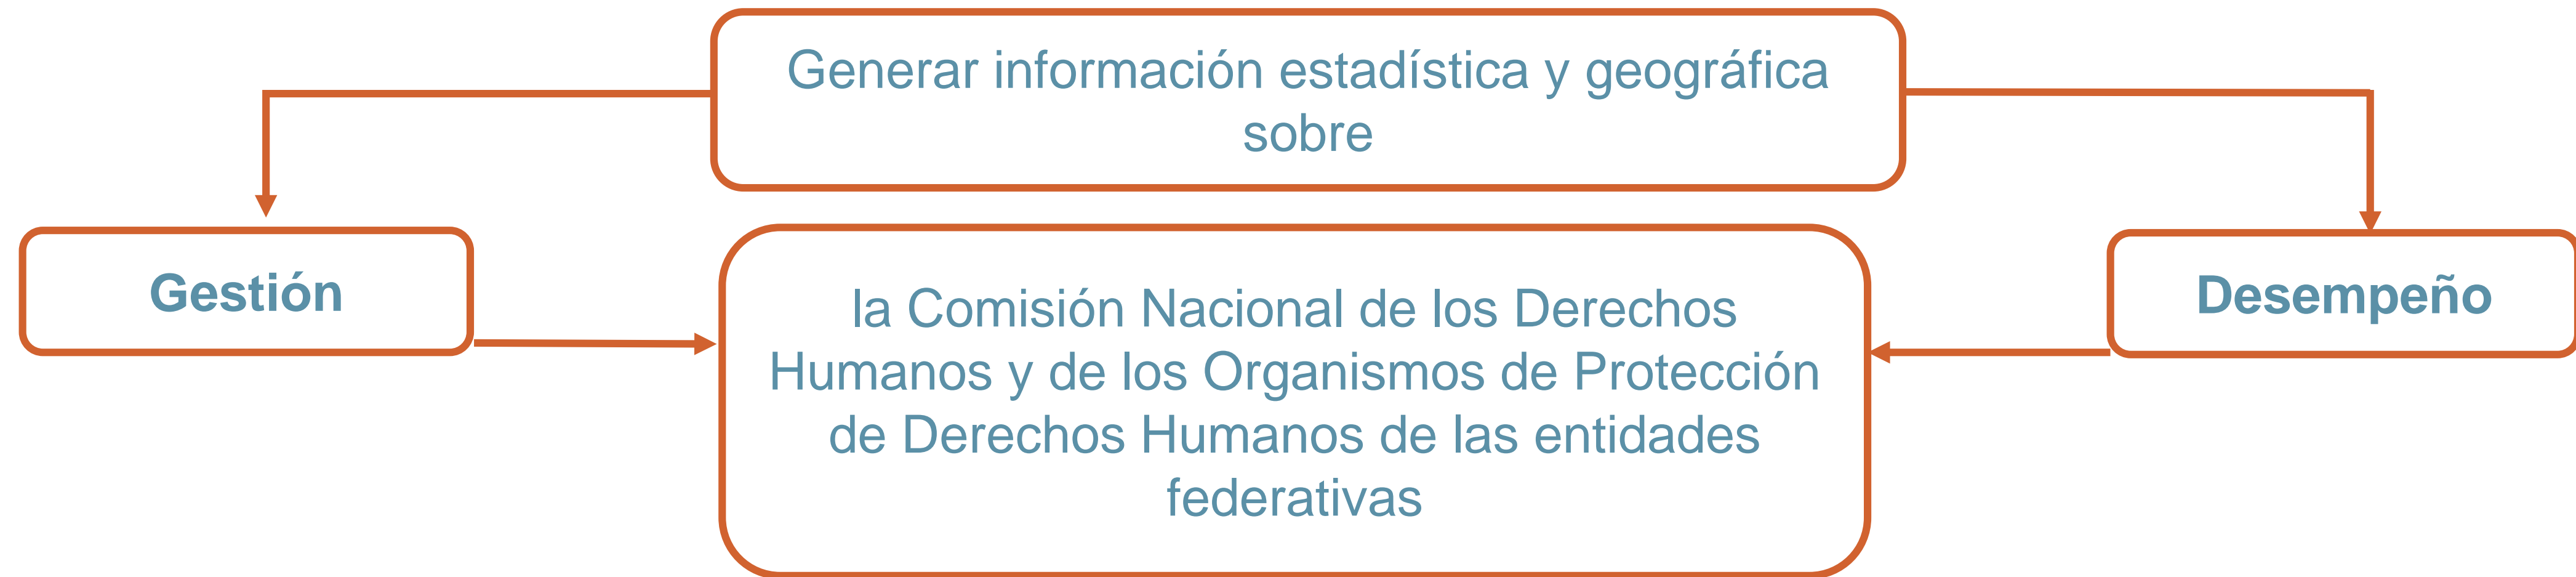 Generar información estadística y geográfica
sobre
Gestión
Desempeño
la Comisión Nacional de los Derechos
Humanos y de los Organismos de Protección
de Derechos Humanos de las entidades
federativas